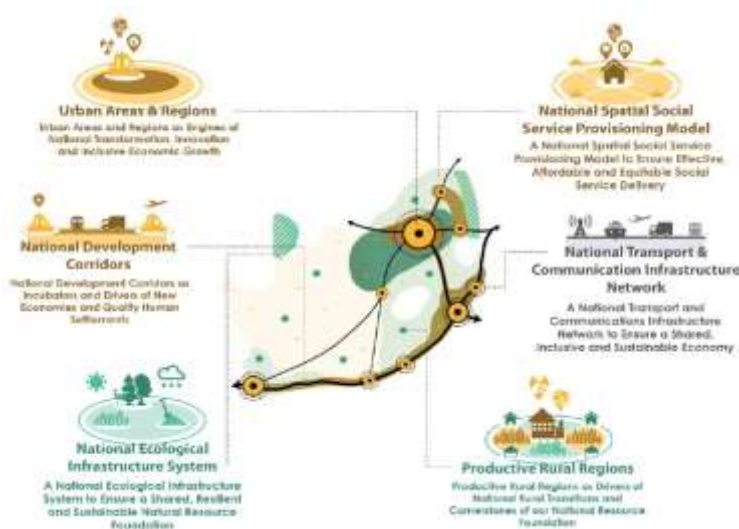 Urban Areas & Regions
Urban Areas and Regions as Engines of
National Transformation, Innovation
and Inclusive Economic Growth
National Spatial Social
Service Provisioning Model
A National Spatial Social Service
Provisioning Model to Ensure Effective,
Affordable and Equitable Social
Service Delivery
National Development
Corridors
National Development Corridors as
Incubators and Drivers of New
Economies and Quality Human
Settlements
National Transport &
Communication Infrastructure
Network
A National Transport and
Communications Infrastructure
Network to Ensure a Shared,
Inclusive and Sustainable Economy
National Ecological
Infrastructure System
A National Ecological Infrastructure
System to Ensure a Shared, Resilient
and Sustainable Natural Resource
Foundation
Productive Rural Regions
Productive Rural Regions as Drivers of
National Rural Transitions and
Cornerstones of our National Resource
Foundation